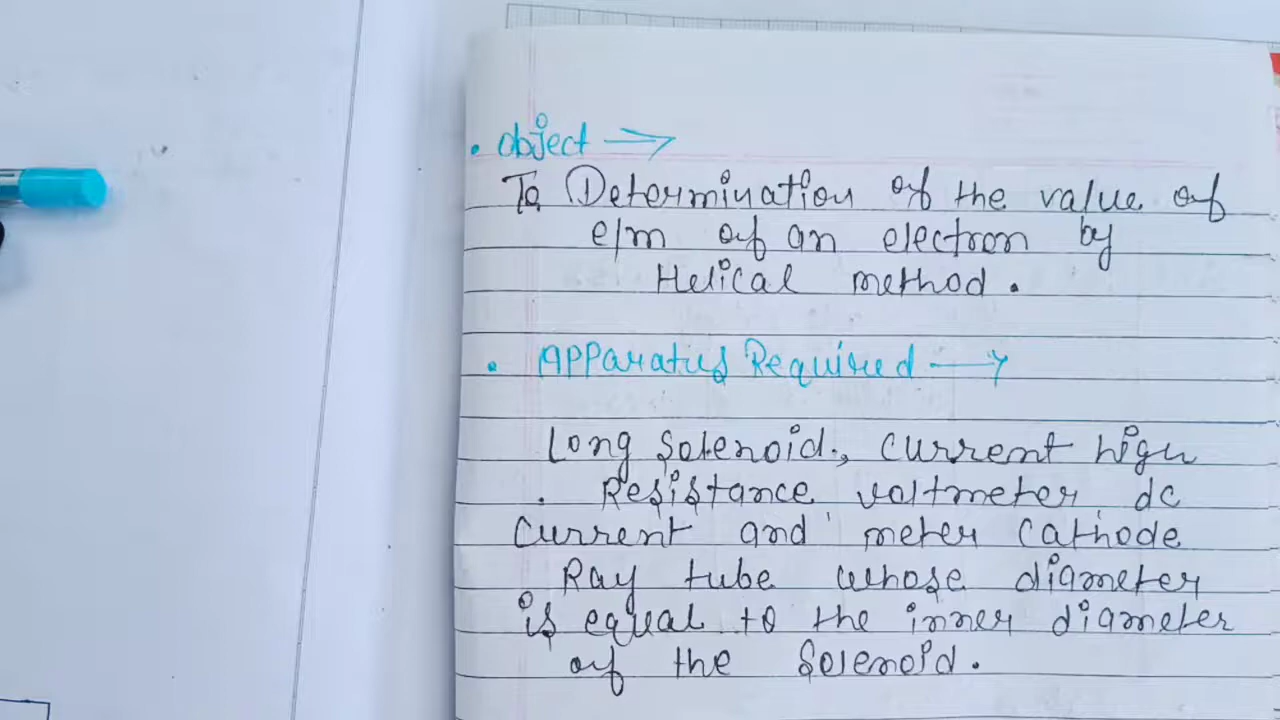 • Object →
To Determination of the value of
e/m of an electron by
Helical method.
• Apparatus Required →
Long Solenoid., Current high
. Resistance voltmeter, dc
Current and meter Cathode
Ray tube whose diameter
is equal to the inner diameter
of the Solenoid.